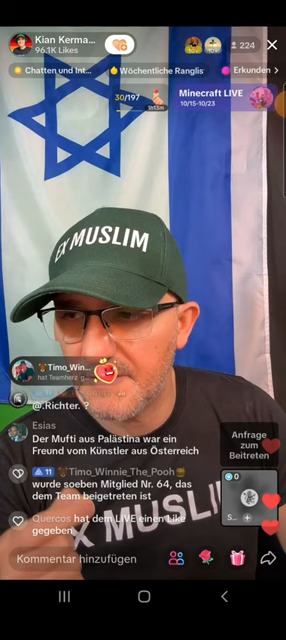 Kian Kerma...
96.1K Likes
224
Chatten und Int...
Wöchentliche Ranglis
Erkunden >
30/197
1h13m
Minecraft LIVE
10/15-10/23
EX MUSLIM
Timo_Win...
hat Teamherz g...
@.Richter. ?
Esias
Der Mufti aus Palästina war ein
Freund vom Künstler aus Österreich
Anfrage
zum
Beitreten
11 Timo_Winnie_The_Pooh
wurde soeben Mitglied Nr. 64, das
dem Team beigetreten ist
0
EX MUSLIM
S... +
Quercos hat dem LIVE einen Like
gegeben
Kommentar hinzufügen